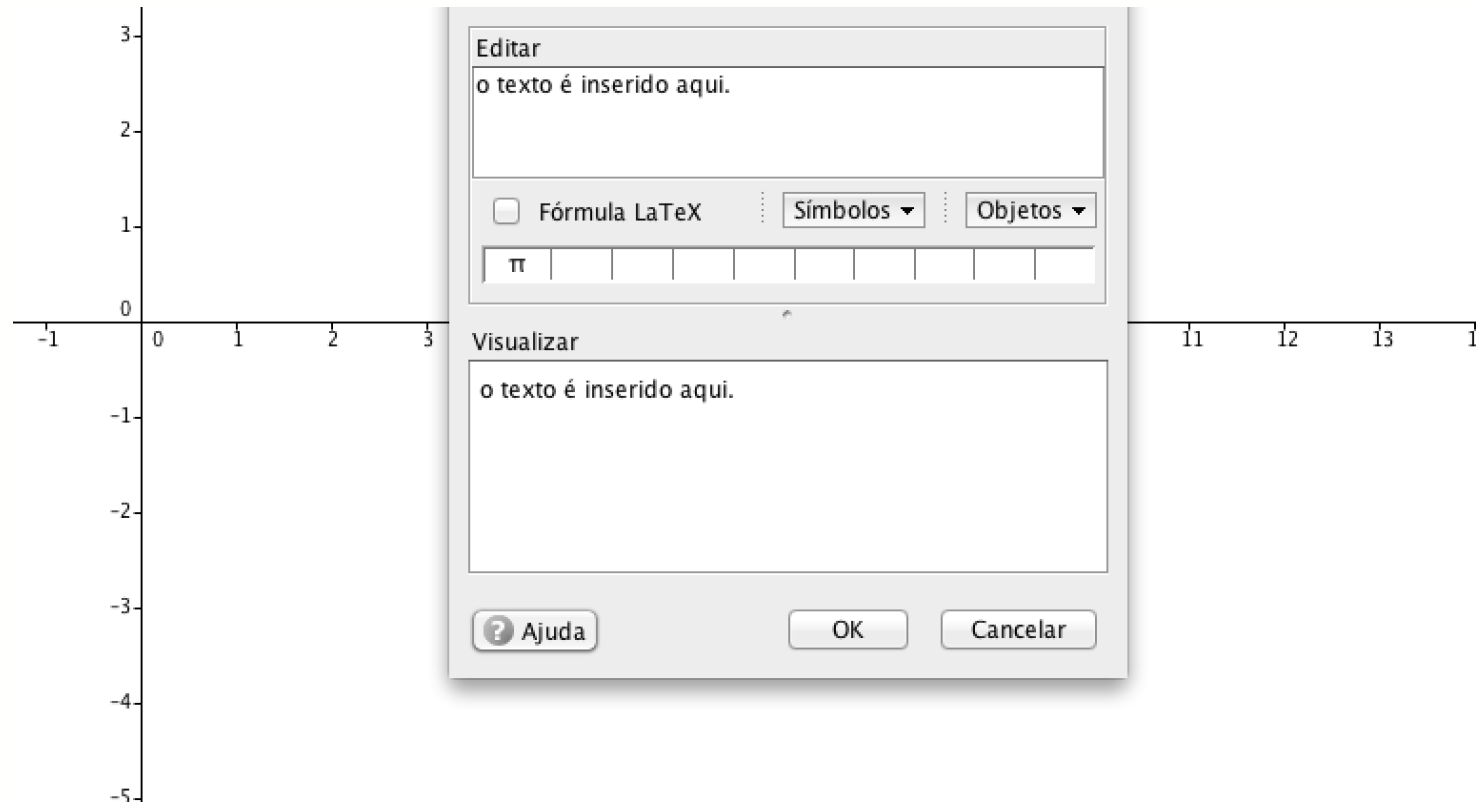 3
2
1
0
-1 0 1 2 3 11 12 13 1
-1
-2
-3
-4
-5
Editar
o texto é inserido aqui.
Fórmula LaTeX Símbolos Objetos
π
Visualizar
o texto é inserido aqui.
? Ajuda OK Cancelar